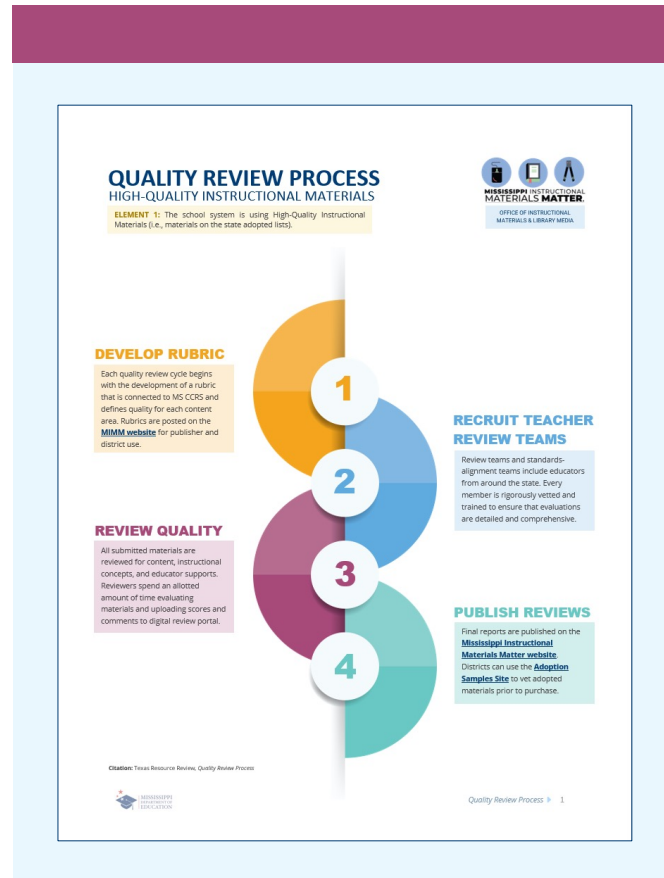 QUALITY REVIEW PROCESS
HIGH-QUALITY INSTRUCTIONAL MATERIALS
ELEMENT 1: The school system is using High-Quality Instructional
Materials (i.e., materials on the state adopted lists).
MISSISSIPPI INSTRUCTIONAL
MATERIALS MATTER.
OFFICE OF INSTRUCTIONAL
MATERIALS & LIBRARY MEDIA
DEVELOP RUBRIC
Each quality review cycle begins
with the development of a rubric
that is connected to MS CCRS and
defines quality for each content
area. Rubrics are posted on the
MIMM website for publisher and
district use.
1
RECRUIT TEACHER
REVIEW TEAMS
Review teams and standards-
alignment teams include educators
from around the state. Every
member is rigorously vetted and
trained to ensure that evaluations
are detailed and comprehensive.
2
REVIEW QUALITY
All submitted materials are
reviewed for content, instructional
concepts, and educator supports.
Reviewers spend an allotted
amount of time evaluating
materials and uploading scores and
comments to digital review portal.
3
PUBLISH REVIEWS
Final reports are published on the
Mississippi Instructional
Materials Matter website.
Districts can use the Adoption
Samples Site to vet adopted
materials prior to purchase.
4
Citation: Texas Resource Review, Quality Review Process
MISSISSIPPI
DEPARTMENT OF
EDUCATION
Quality Review Process 1